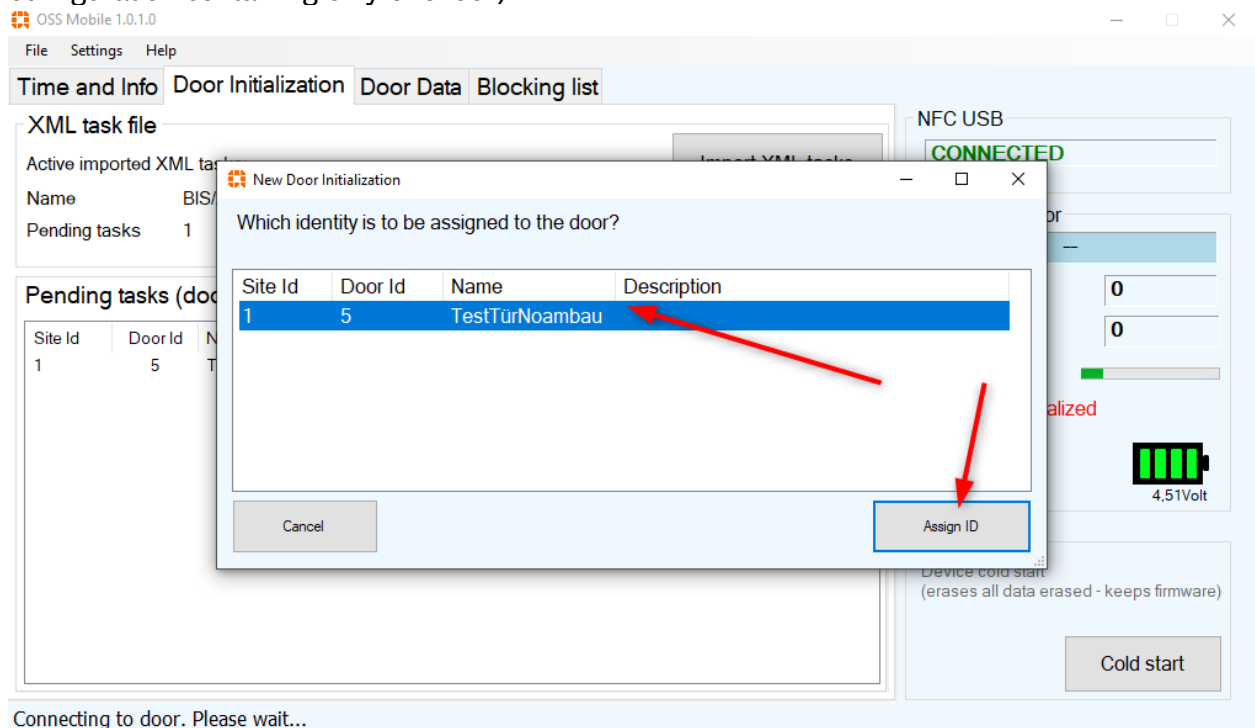 OSS Mobile 1.0.1.0
File Settings Help
Time and Info Door Initialization Door Data Blocking list
XML task file
Active imported XML
Name BIS/
Pending tasks 1
Import XML tasks
Pending tasks (doo
Site Id Door Id N
1 5 T
New Door Initialization
Which identity is to be assigned to the door?
Site Id Door Id Name Description
1 5 TestTürNoambau
Cancel
Assign ID
NFC USB
CONNECTED
or
--
0
0
alized
4,51Volt
Device cold start
(erases all data erased - keeps firmware)
Cold start
Connecting to door. Please wait...